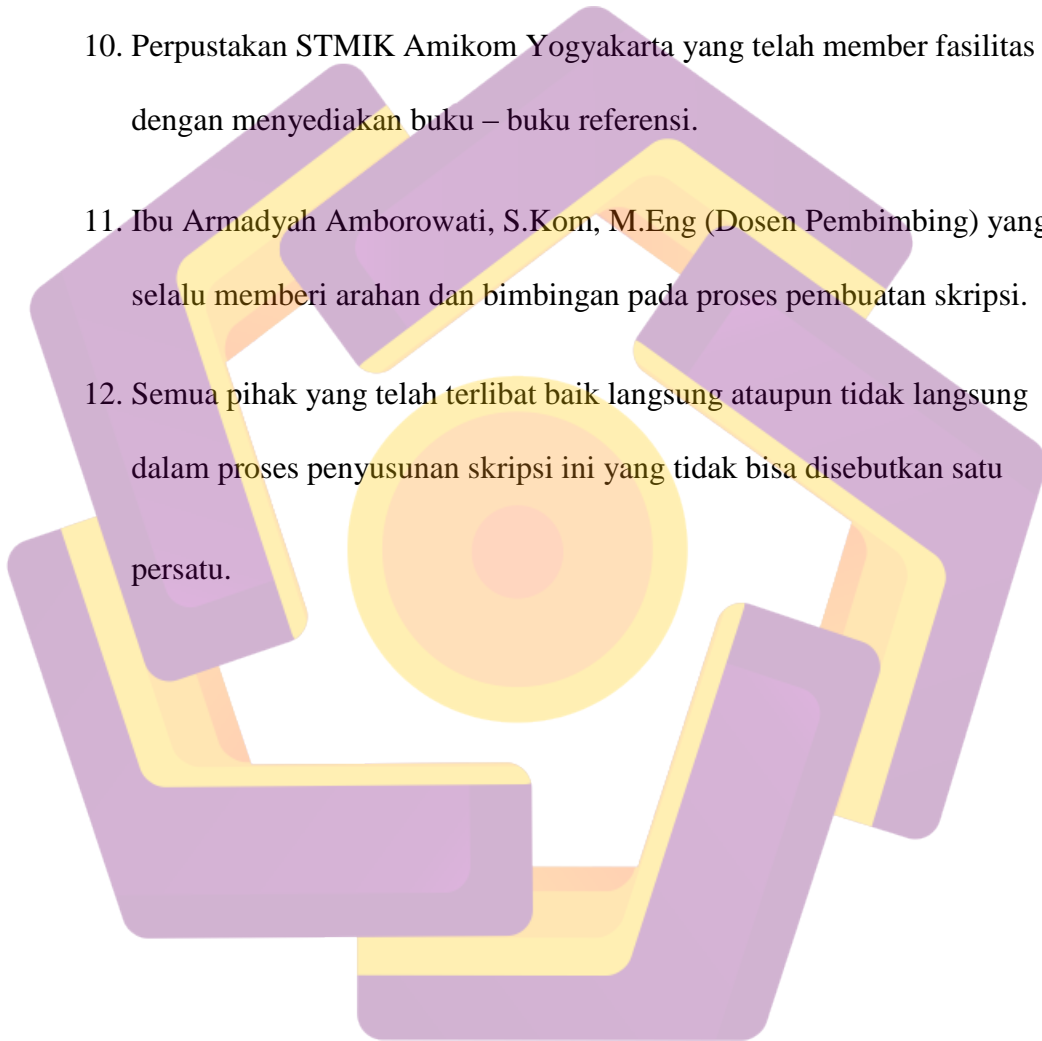 10. Perpustakan STMIK Amikom Yogyakarta yang telah member fasilitas
dengan menyediakan buku – buku referensi.
11. Ibu Armadyah Amborowati, S.Kom, M.Eng (Dosen Pembimbing) yang
selalu memberi arahan dan bimbingan pada proses pembuatan skripsi.
12. Semua pihak yang telah terlibat baik langsung ataupun tidak langsung
dalam proses penyusunan skripsi ini yang tidak bisa disebutkan satu
persatu.